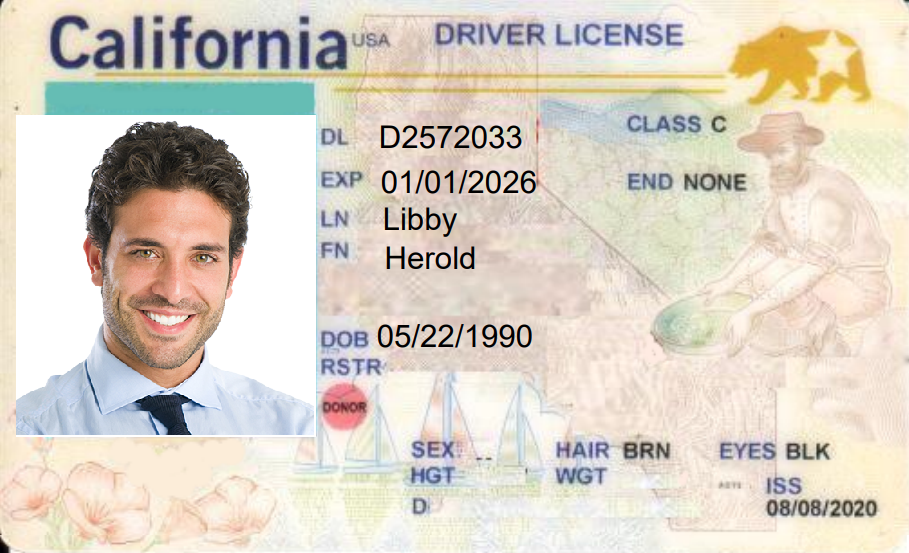 California USA DRIVER LICENSE
DL D2572033 CLASS C
EXP 01/01/2026 END NONE
LN Libby
FN Herold
DOB 05/22/1990
RSTR
DONOR
SEX HAIR BRN EYES BLK
HGT WGT
ISS
D 08/08/2020